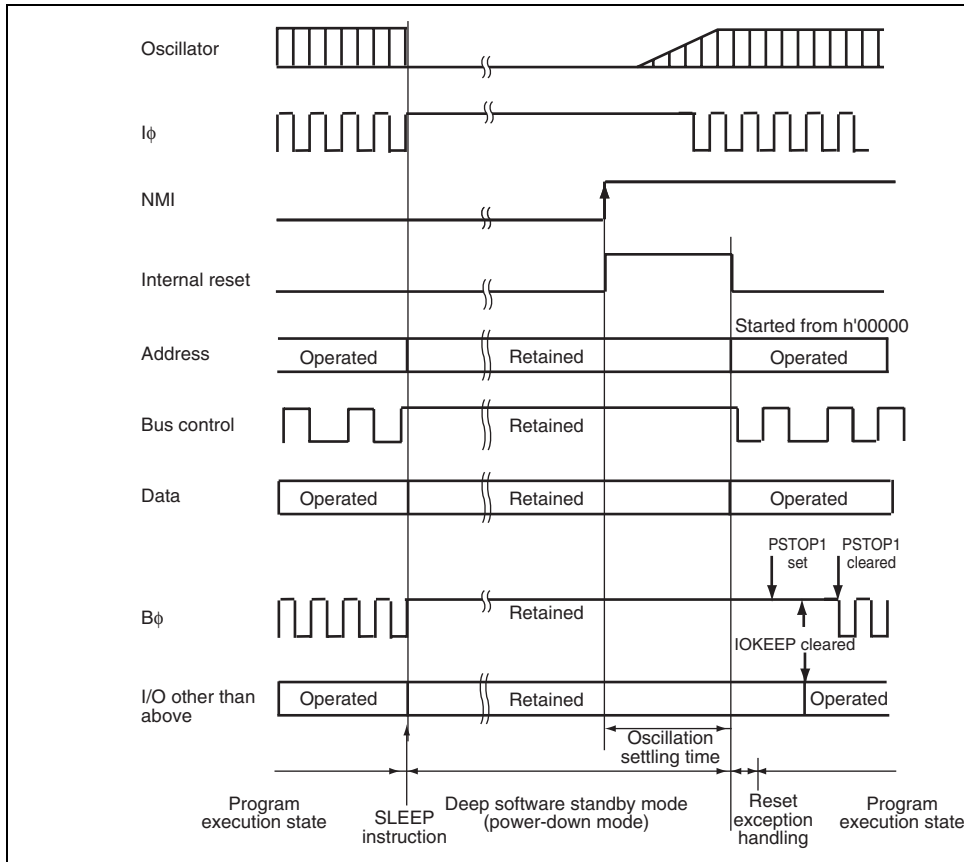 Oscillator
Iϕ
NMI
Internal reset
Started from h'00000
Address
Operated
Retained
Operated
Bus control
Retained
Data
Operated
Retained
Operated
PSTOP1
set
PSTOP1
cleared
Bϕ
Retained
IOKEEP cleared
I/O other than
above
Operated
Retained
Operated
Oscillation
settling time
Program
execution state
SLEEP
instruction
Deep software standby mode
(power-down mode)
Reset
exception
handling
Program
execution state